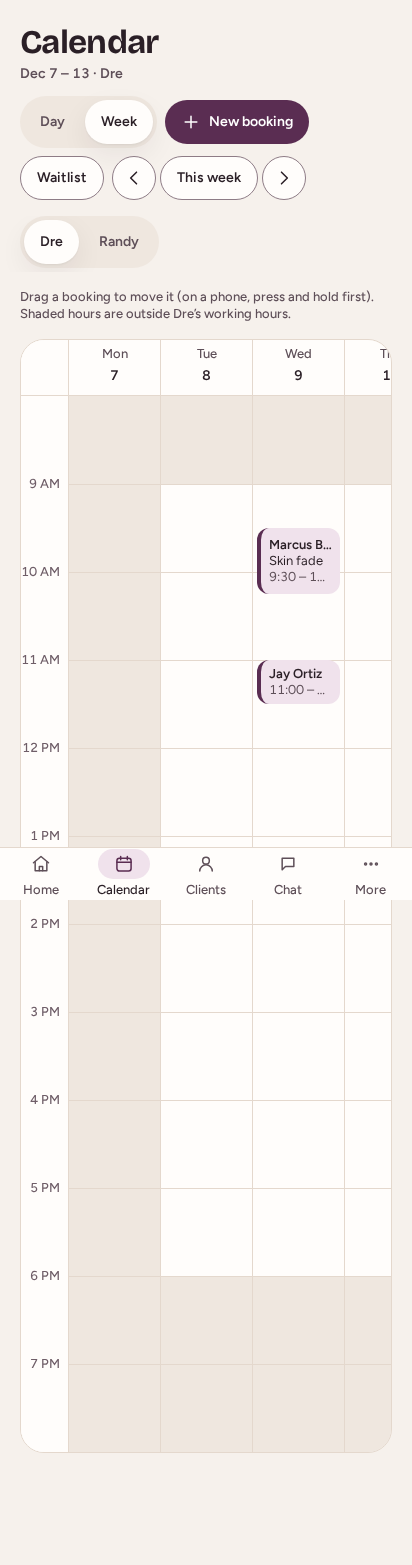 Calendar
Dec 7 – 13 · Dre
Day
Week
New booking
Waitlist
This week
Dre
Randy
Drag a booking to move it (on a phone, press and hold first).
Shaded hours are outside Dre’s working hours.
Mon
Tue
Wed
7
8
9
9 AM
Marcus B...
Skin fade
9:30 – 1...
10 AM
11 AM
Jay Ortiz
11:00 – ...
12 PM
1 PM
Home
Calendar
Clients
Chat
More
2 PM
3 PM
4 PM
5 PM
6 PM
7 PM